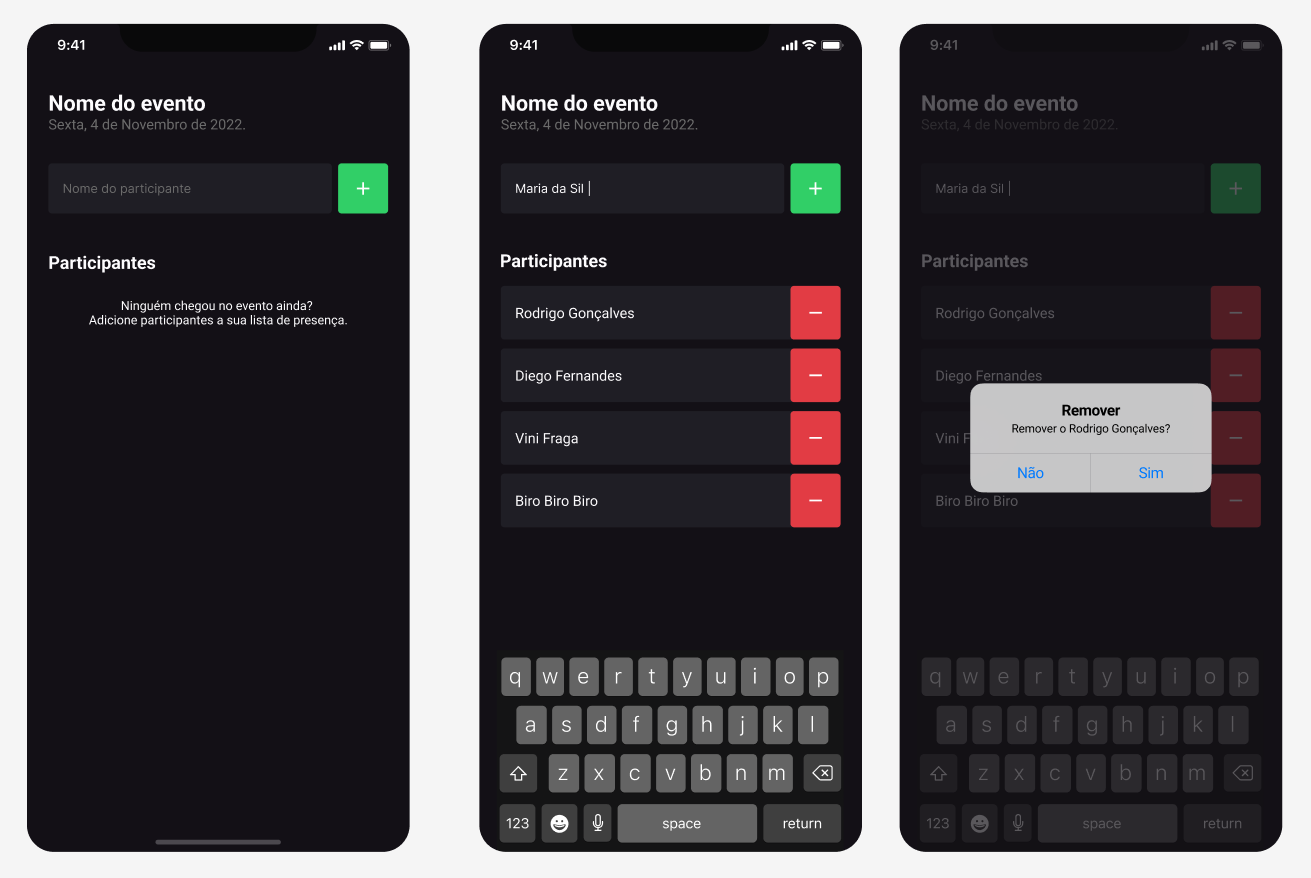 9:41
Nome do evento
Sexta, 4 de Novembro de 2022.
Nome do participante
+
Participantes
Ninguém chegou no evento ainda?
Adicione participantes a sua lista de presença.
9:41
Nome do evento
Sexta, 4 de Novembro de 2022.
Maria da Sil |
+
Participantes
Rodrigo Gonçalves
Diego Fernandes
Vini Fraga
Biro Biro Biro
q w e r t y u i o p
a s d f g h j k l
z x c v b n m
123 space return
9:41
Nome do evento
Sexta, 4 de Novembro de 2022.
Maria da Sil |
+
Participantes
Rodrigo Gonçalves
Diego Fernandes
Remover
Remover o Rodrigo Gonçalves?
Vini F
Não Sim
Biro Biro Biro
q w e r t y u i o p
a s d f g h j k l
z x c v b n m
123 space return